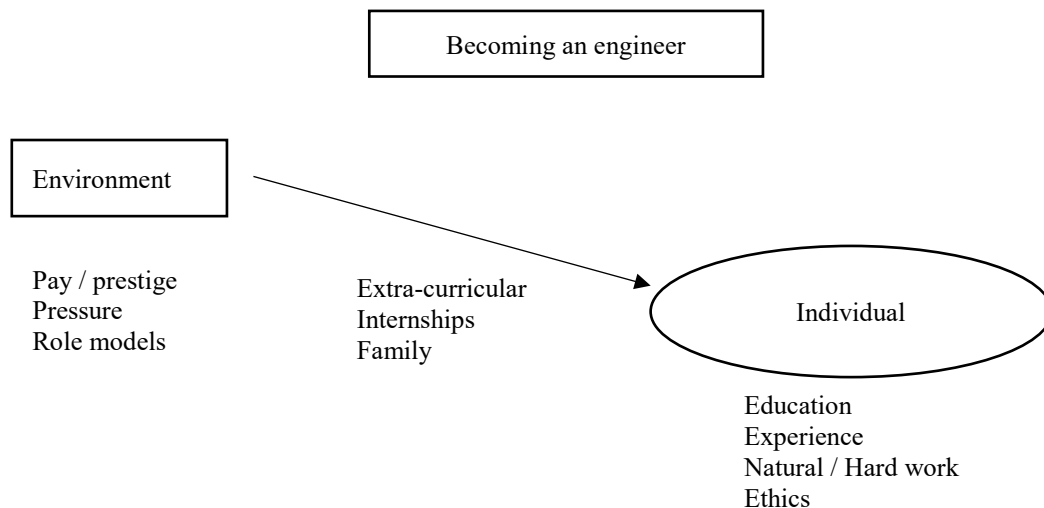 Becoming an engineer
Environment
Pay / prestige
Pressure
Role models
Extra-curricular
Internships
Family
Individual
Education
Experience
Natural / Hard work
Ethics